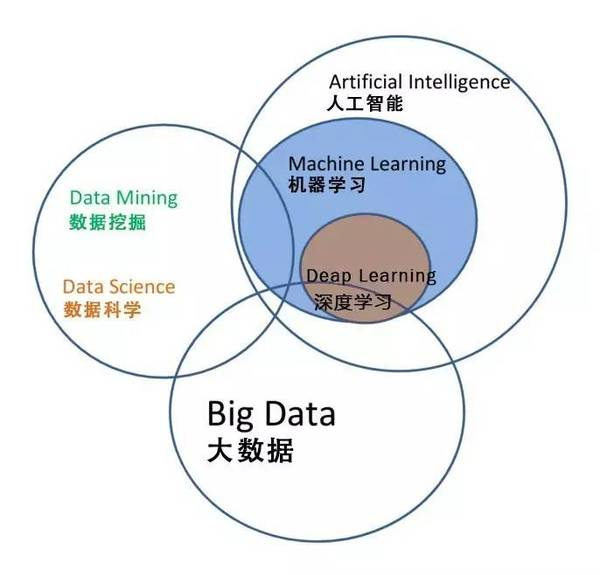 Artificial Intelligence
人工智能
Machine Learning
机器学习
Data Mining
数据挖掘
Deap Learning
深度学习
Data Science
数据科学
Big Data
大数据